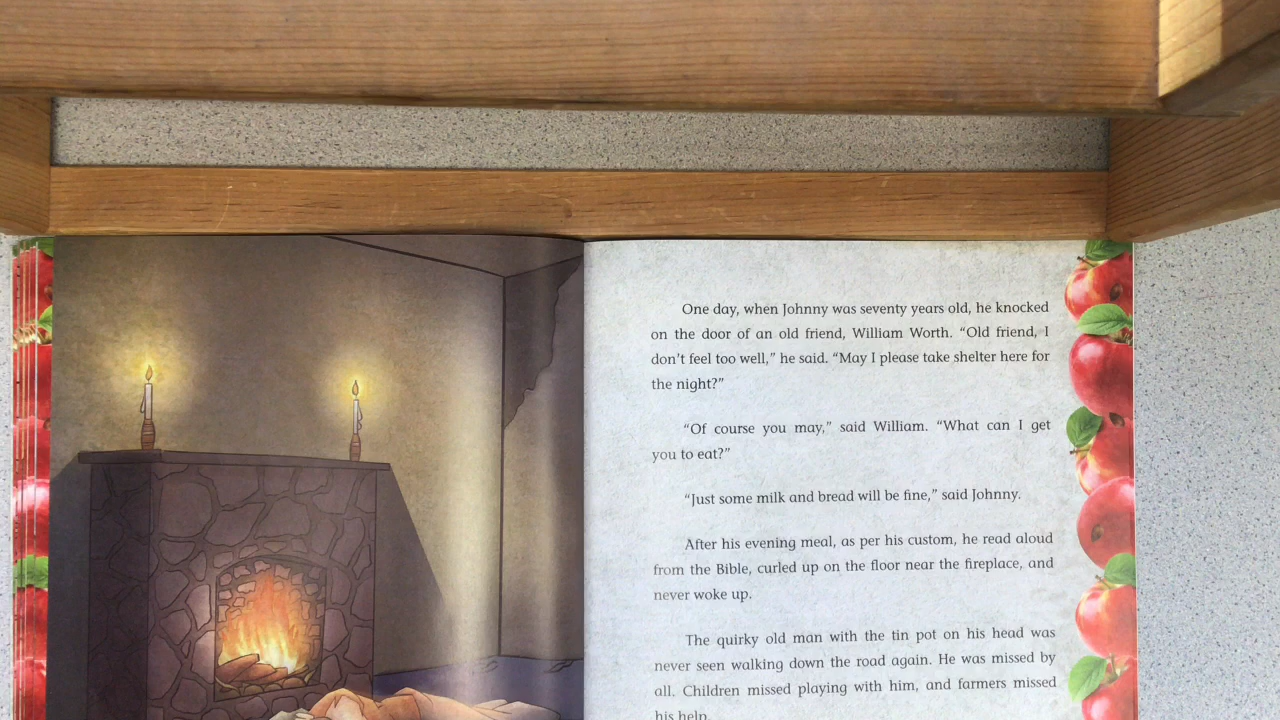 One day, when Johnny was seventy years old, he knocked
on the door of an old friend, William Worth. “Old friend, I
don’t feel too well,” he said. “May I please take shelter here for
the night?”
“Of course you may,” said William. “What can I get
you to eat?”
“Just some milk and bread will be fine,” said Johnny.
After his evening meal, as per his custom, he read aloud
from the Bible, curled up on the floor near the fireplace, and
never woke up.
The quirky old man with the tin pot on his head was
never seen walking down the road again. He was missed by
all. Children missed playing with him, and farmers missed
his help.